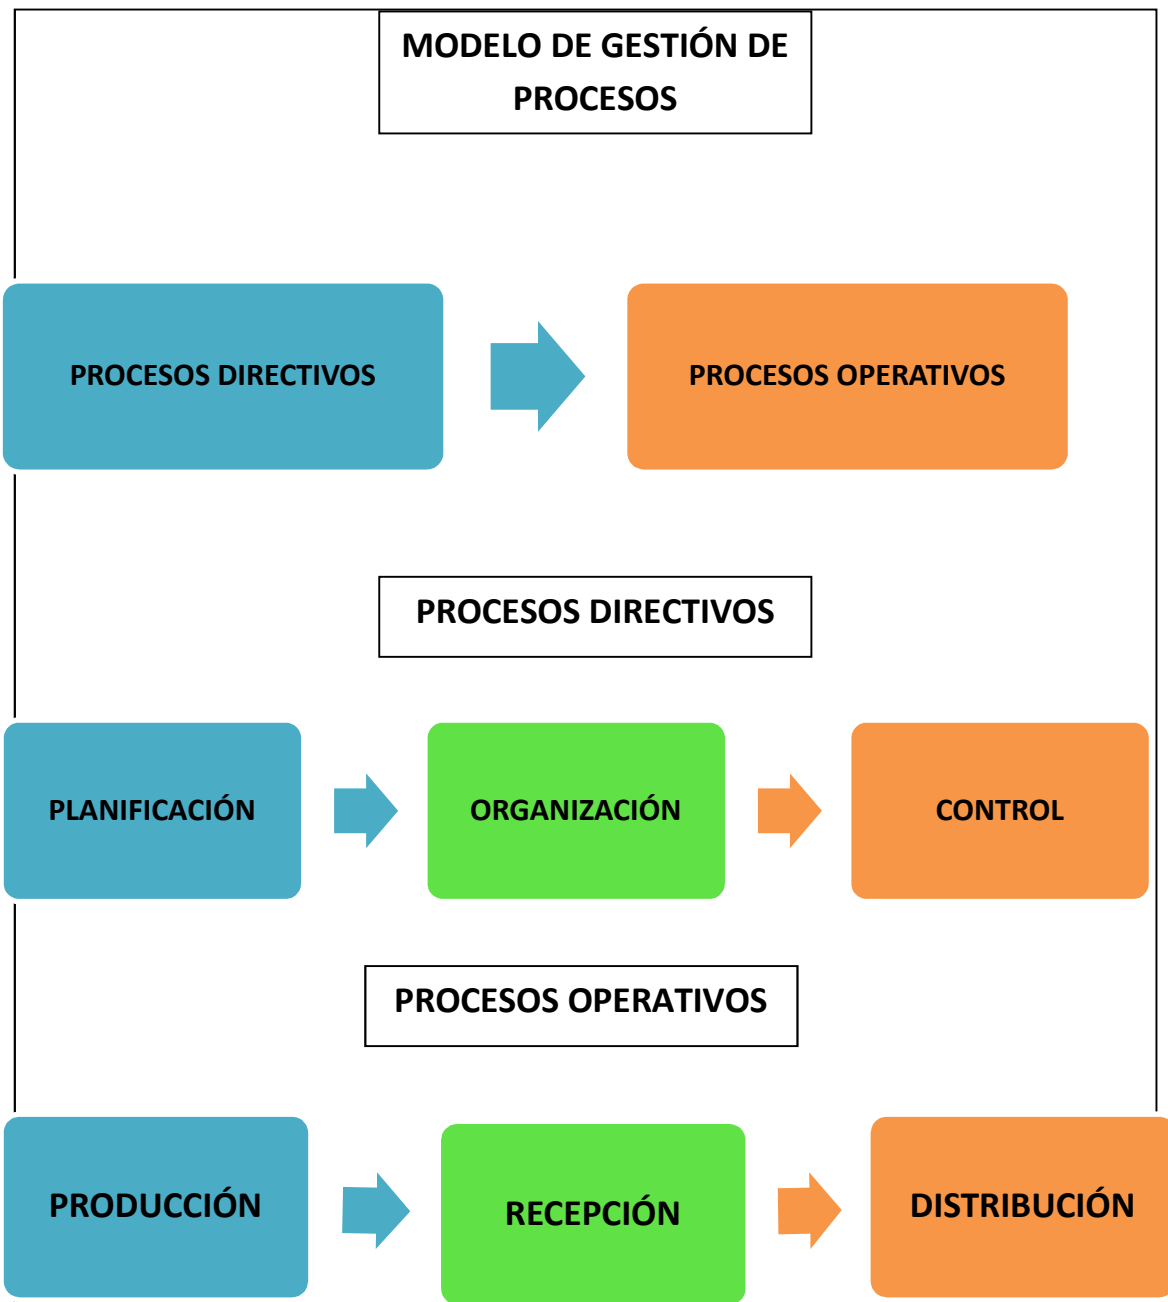 MODELO DE GESTIÓN DE
PROCESOS
PROCESOS DIRECTIVOS
PROCESOS OPERATIVOS
PROCESOS DIRECTIVOS
PLANIFICACIÓN
ORGANIZACIÓN
CONTROL
PROCESOS OPERATIVOS
PRODUCCIÓN
RECEPCIÓN
DISTRIBUCIÓN